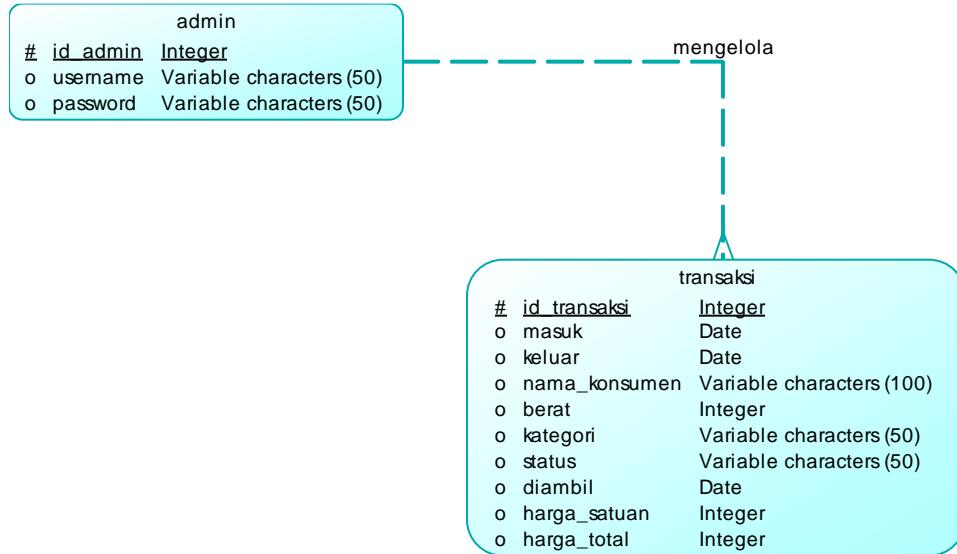 admin
# id_admin Integer
o username Variable characters (50)
o password Variable characters (50)
mengelola
transaksi
# id_transaksi Integer
o masuk Date
o keluar Date
o nama_konsumen Variable characters (100)
o berat Integer
o kategori Variable characters (50)
o status Variable characters (50)
o diambil Date
o harga_satuan Integer
o harga_total Integer